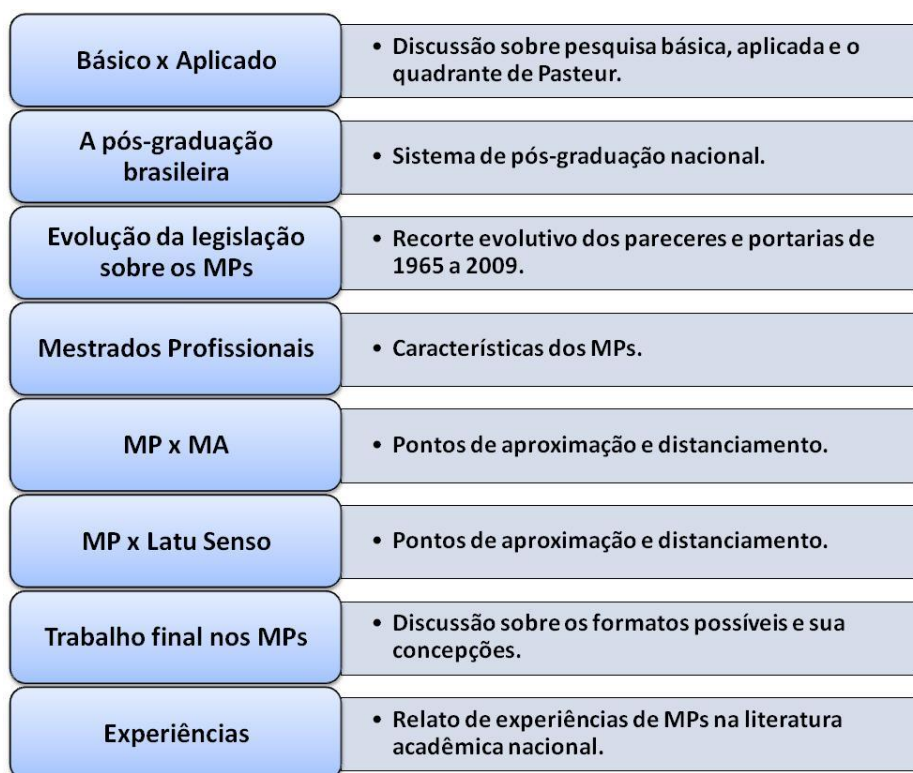 Básico x Aplicado
• Discussão sobre pesquisa básica, aplicada e o
quadrante de Pasteur.
A pós-graduação
brasileira
• Sistema de pós-graduação nacional.
Evolução da legislação
sobre os MPs
• Recorte evolutivo dos pareceres e portarias de
1965 a 2009.
Mestrados Profissionais
• Características dos MPs.
MP x MA
• Pontos de aproximação e distanciamento.
MP x Latu Senso
• Pontos de aproximação e distanciamento.
Trabalho final nos MPs
• Discussão sobre os formatos possíveis e sua
concepções.
Experiências
• Relato de experiências de MPs na literatura
acadêmica nacional.